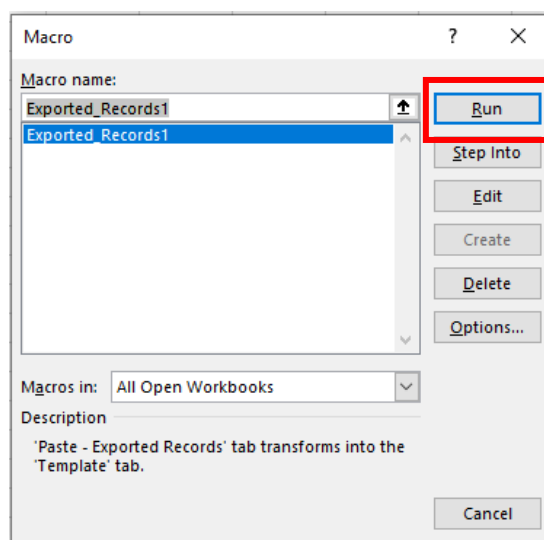 Macro
?
Macro name:
Exported_Records1
Exported_Records1
Run
Step Into
Edit
Create
Delete
Options...
Macros in: All Open Workbooks
Description
'Paste - Exported Records' tab transforms into the
'Template' tab.
Cancel